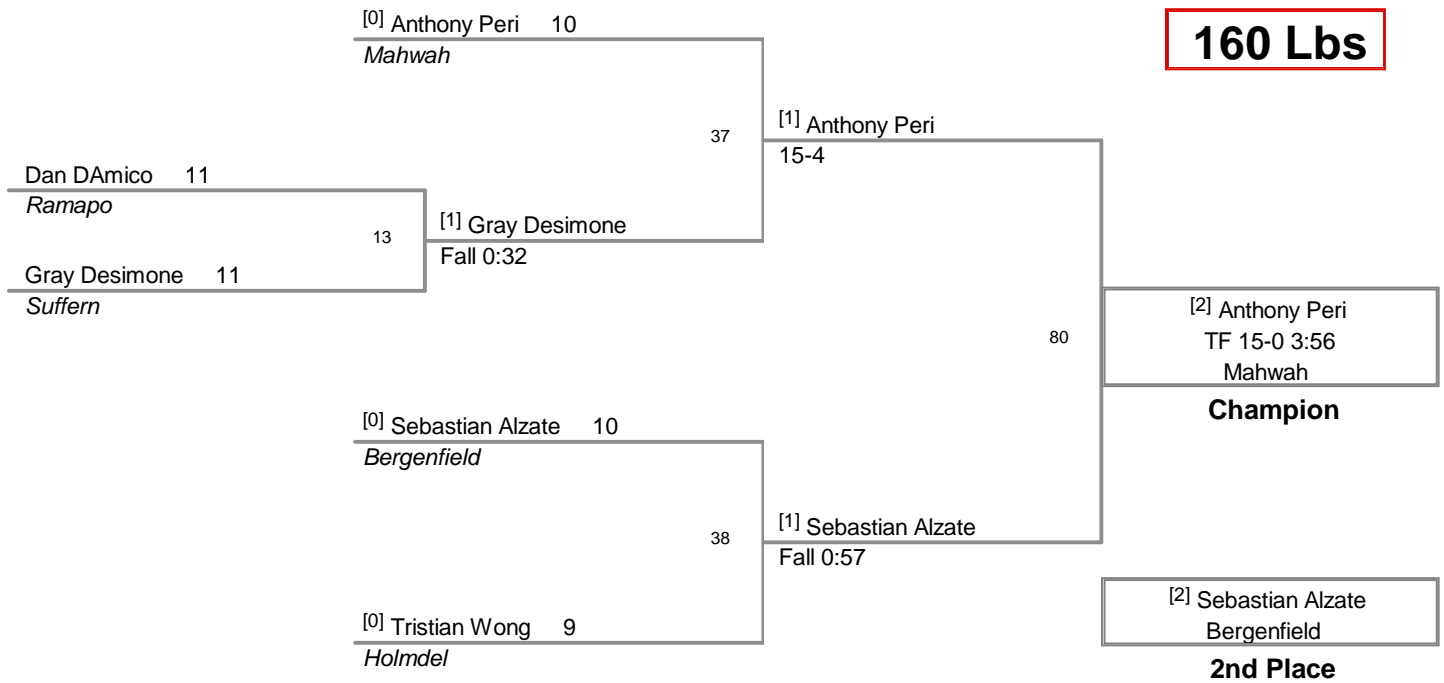 [0] Anthony Peri 10
Mahwah
160 Lbs
37
[1] Anthony Peri
15-4
Dan DAmico 11
Ramapo
13
[1] Gray Desimone
Fall 0:32
Gray Desimone 11
Suffern
80
[2] Anthony Peri
TF 15-0 3:56
Mahwah
Champion
[0] Sebastian Alzate 10
Bergenfield
38
[1] Sebastian Alzate
Fall 0:57
[0] Tristian Wong 9
Holmdel
[2] Sebastian Alzate
Bergenfield
2nd Place